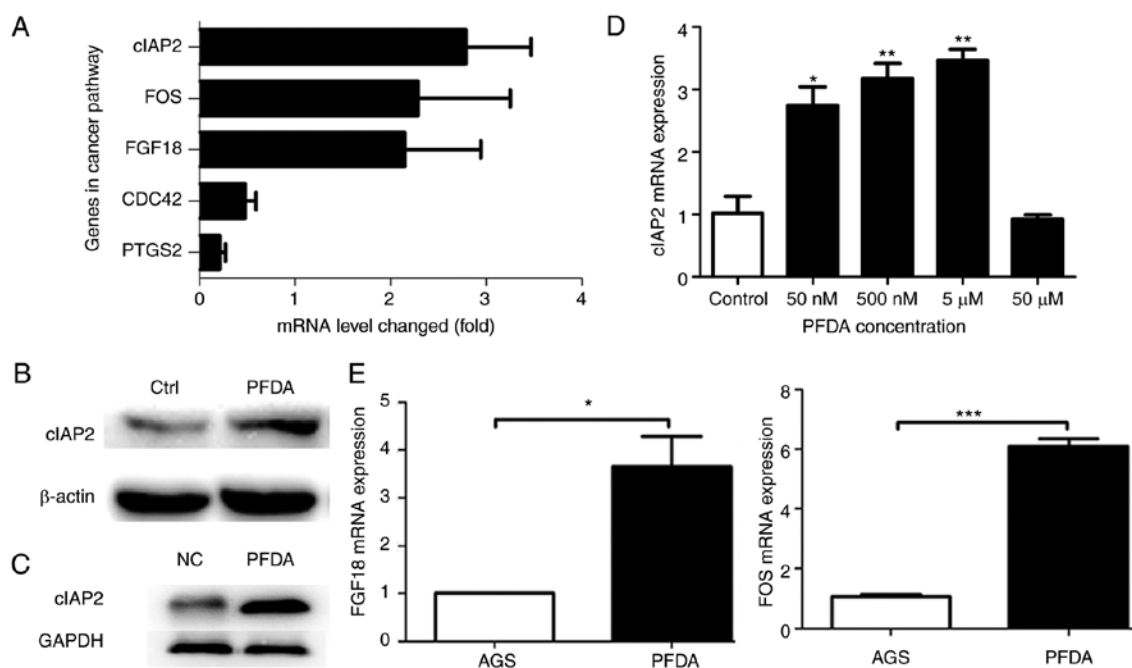 A
Genes in cancer pathway
cIAP2
FOS
FGF18
CDC42
PTGS2
0 1 2 3 4
mRNA level changed (fold)
D
cIAP2 mRNA expression
4
3
2
1
0
* ** **
Control 50 nM 500 nM 5 μM 50 μM
PFDA concentration
B
Ctrl PFDA
cIAP2
β-actin
C
NC PFDA
cIAP2
GAPDH
E
FGF18 mRNA expression
5
4
3
2
1
0
*
AGS PFDA
FOS mRNA expression
8
6
4
2
0
***
AGS PFDA